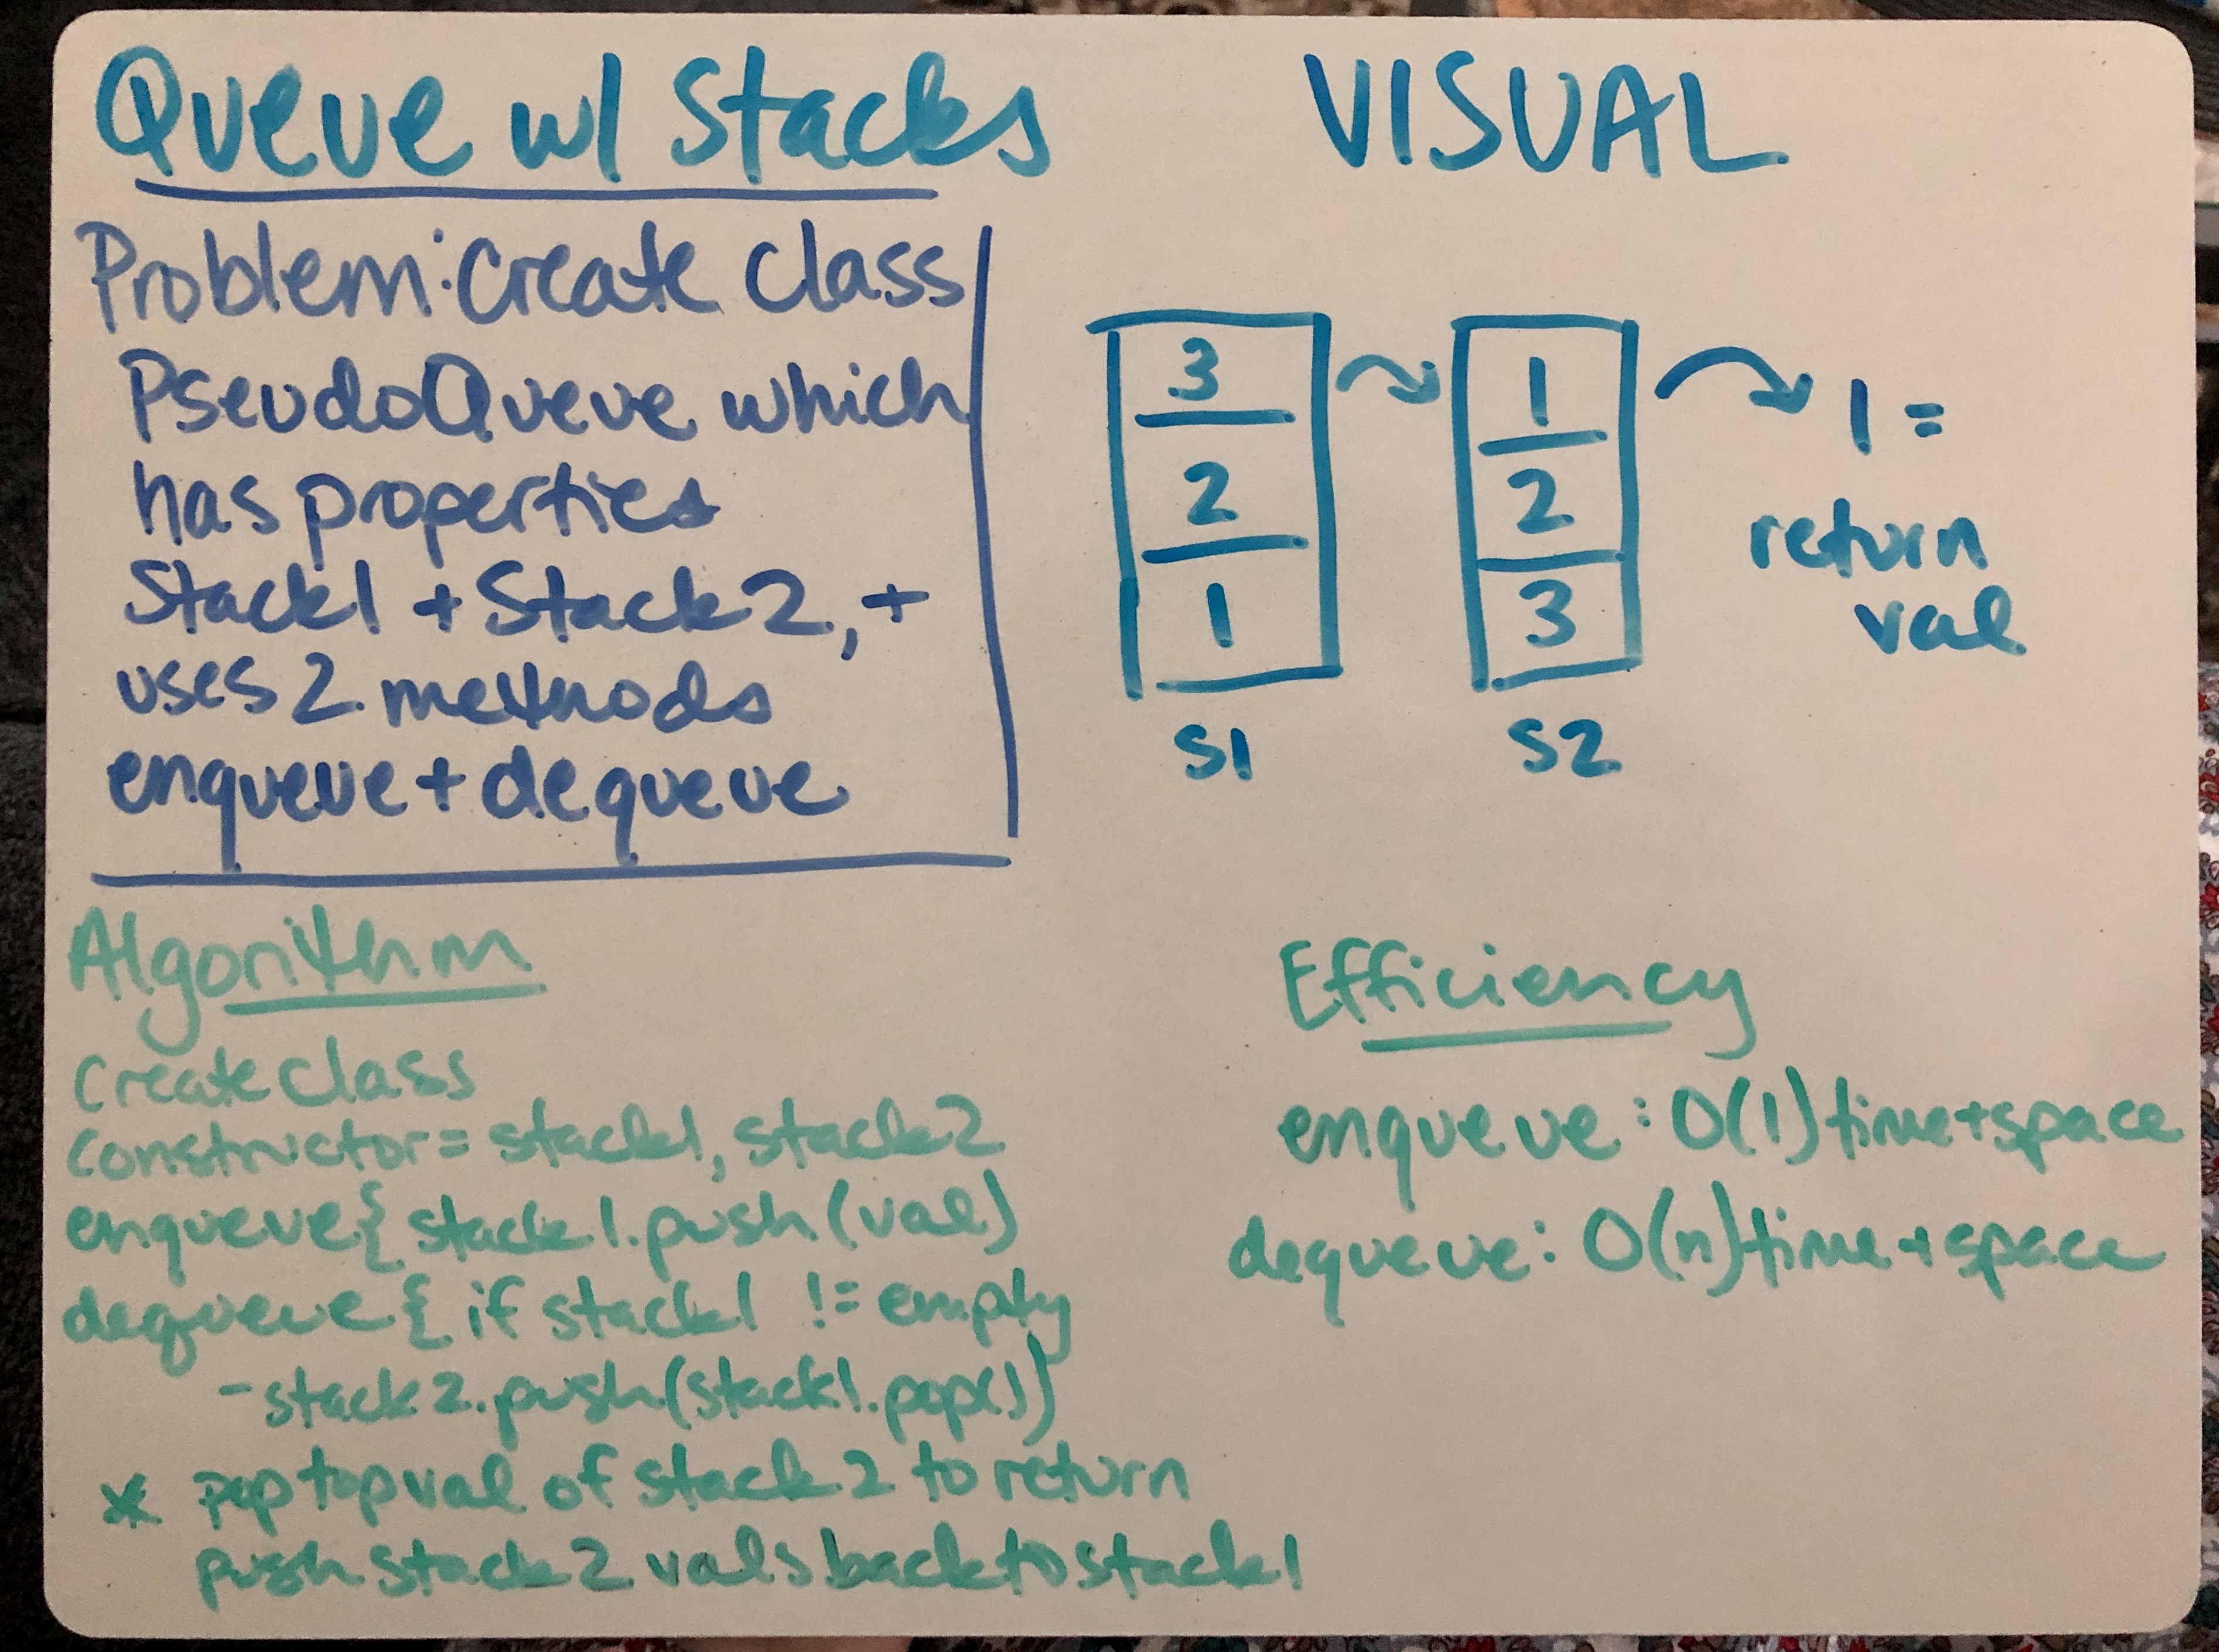 Queue w/ Stacks
Problem: Create class
PseudoQueue which
has properties
Stack1 + Stack2, +
uses 2 methods
enqueue + dequeue
VISUAL
3
2
1
S1
1
2
3
S2
1 =
return
val
Algorithm
Create class
constructor = stack1, stack2
enqueue { stack1.push(val)
dequeue { if stack1 != empty
- stack2.push(stack1.pop())
* pop top val of stack2 to return
push stack2 vals back to stack1
Efficiency
enqueue: O(1) time + space
dequeue: O(n) time + space